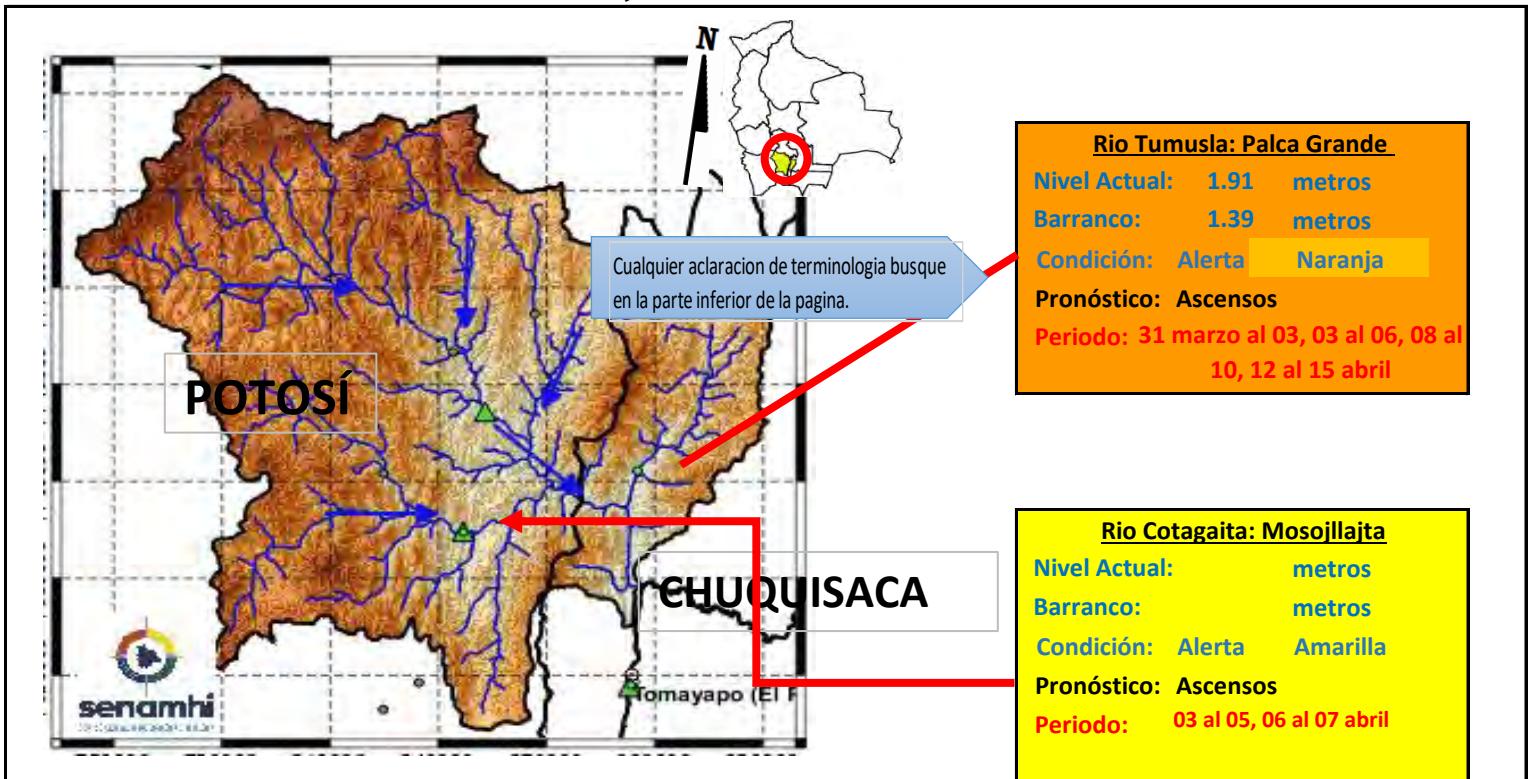 N
Cualquier aclaracion de terminologia busque
en la parte inferior de la pagina.
POTOSÍ
CHUQUISACA
senamhi
Tomayapo (El
Rio Tumusla: Palca Grande
Nivel Actual: 1.91 metros
Barranco: 1.39 metros
Condición: Alerta Naranja
Pronóstico: Ascensos
Periodo: 31 marzo al 03, 03 al 06, 08 al
10, 12 al 15 abril
Rio Cotagaita: Mosojllajta
Nivel Actual: metros
Barranco: metros
Condición: Alerta Amarilla
Pronóstico: Ascensos
Periodo: 03 al 05, 06 al 07 abril